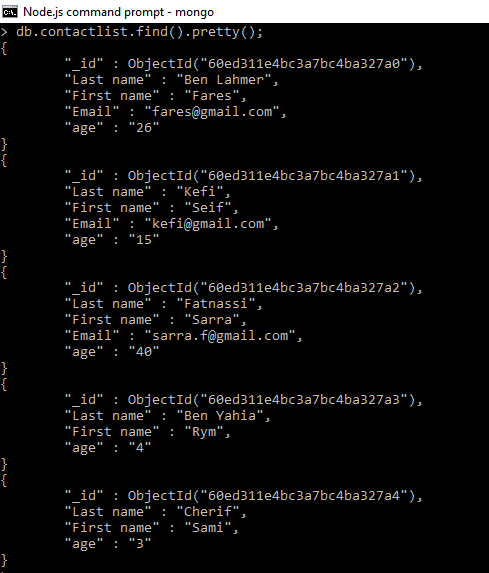 Node.js command prompt - mongo
> db.contactlist.find().pretty();
{
"_id" : ObjectId("60ed311e4bc3a7bc4ba327a0"),
"Last name" : "Ben Lahmer",
"First name" : "Fares",
"Email" : "fares@gmail.com",
"age" : "26"
}
{
"_id" : ObjectId("60ed311e4bc3a7bc4ba327a1"),
"Last name" : "Kefi",
"First name" : "Seif",
"Email" : "kefi@gmail.com",
"age" : "15"
}
{
"_id" : ObjectId("60ed311e4bc3a7bc4ba327a2"),
"Last name" : "Fatnassi",
"First name" : "Sarra",
"Email" : "sarra.f@gmail.com",
"age" : "40"
}
{
"_id" : ObjectId("60ed311e4bc3a7bc4ba327a3"),
"Last name" : "Ben Yahia",
"First name" : "Rym",
"age" : "4"
}
{
"_id" : ObjectId("60ed311e4bc3a7bc4ba327a4"),
"Last name" : "Cherif",
"First name" : "Sami",
"age" : "3"
}